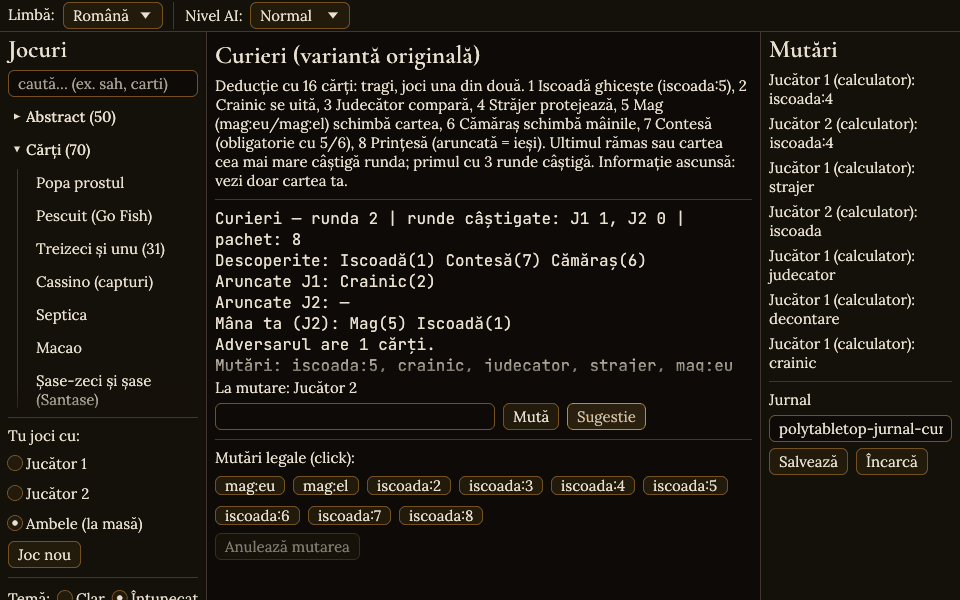 Limbă: Română ▼ Nivel AI: Normal ▼
Jocuri
caută... (ex. sah, carti)
▸ Abstract (50)
▾ Cărți (70)
Popa prostul
Pescuit (Go Fish)
Treizeci și unu (31)
Cassino (capturi)
Septica
Macao
Șase-zeci și șase
(Santase)
Tu joci cu:
Jucător 1
Jucător 2
Ambele (la masă)
Joc nou
Temă: Clar Întunecat
Curieri (variantă originală)
Deducție cu 16 cărți: tragi, joci una din două. 1 Iscoadă ghicește (iscoada:5), 2
Crainic se uită, 3 Judecător compară, 4 Străjer protejează, 5 Mag
(mag:eu/mag:el) schimbă cartea, 6 Cămăraș schimbă mâinile, 7 Contesă
(obligatorie cu 5/6), 8 Prințesă (aruncată = ieși). Ultimul rămas sau cartea
cea mai mare câștigă runda; primul cu 3 runde câștigă. Informație ascunsă:
vezi doar cartea ta.
Curieri — runda 2 | runde câștigate: J1 1, J2 0 |
pachet: 8
Descoperite: Iscoadă(1) Contesă(7) Cămăraș(6)
Aruncate J1: Crainic(2)
Aruncate J2: —
Mâna ta (J2): Mag(5) Iscoadă(1)
Adversarul are 1 cărți.
Mutări: iscoada:5, crainic, judecator, strajer, mag:eu
La mutare: Jucător 2
Mută Sugestie
Mutări legale (click):
mag:eu mag:el iscoada:2 iscoada:3 iscoada:4 iscoada:5
iscoada:6 iscoada:7 iscoada:8
Anulează mutarea
Mutări
Jucător 1 (calculator):
iscoada:4
Jucător 2 (calculator):
iscoada:4
Jucător 1 (calculator):
strajer
Jucător 2 (calculator):
iscoada
Jucător 1 (calculator):
judecator
Jucător 1 (calculator):
decontare
Jucător 1 (calculator):
crainic
Jurnal
polytabletop-jurnal-cur
Salvează Încarcă